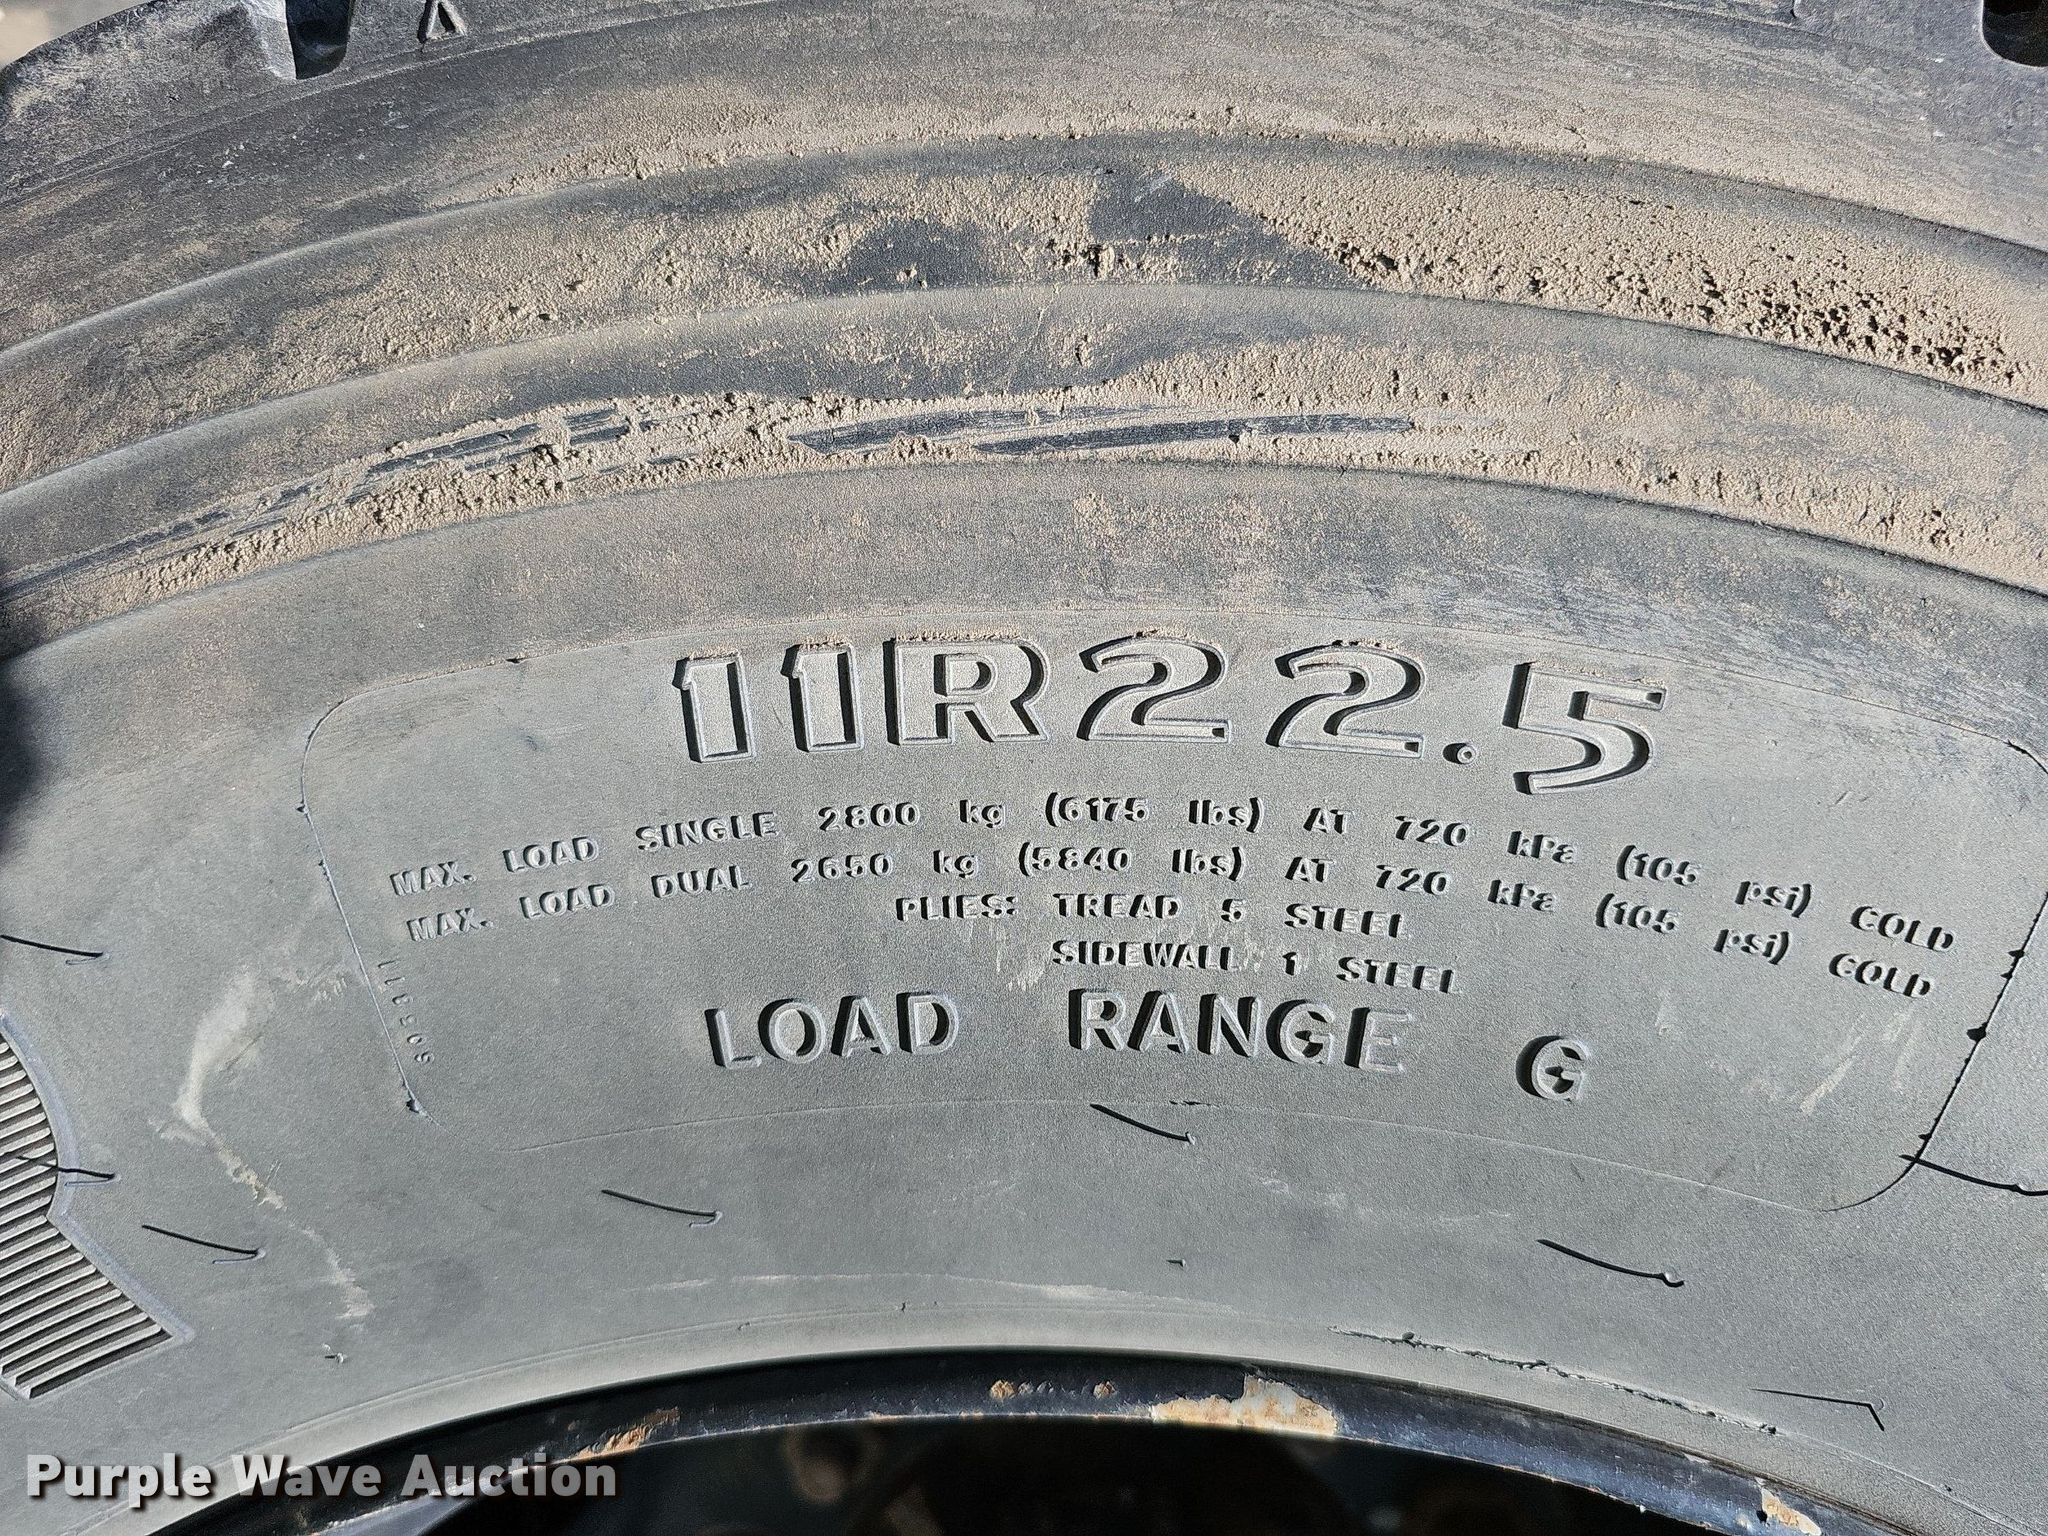 11R22.5
MAX. LOAD SINGLE 2800 kg (6175 lbs) AT 720 kPa (105 psi) COLD
MAX. LOAD DUAL 2650 kg (5840 lbs) AT 720 kPa (105 psi) COLD
PLIES: TREAD 5 STEEL
SIDEWALL 1 STEEL
LOAD RANGE G
Purple Wave Auction